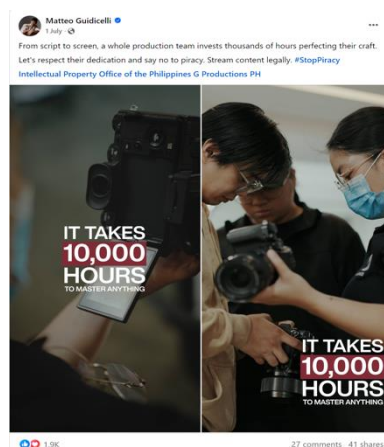 Matteo Guidicelli
1 July
From script to screen, a whole production team invests thousands of hours perfecting their craft.
Let's respect their dedication and say no to piracy. Stream content legally. #StopPiracy
Intellectual Property Office of the Philippines G Productions PH
IT TAKES
10,000
HOURS
TO MASTER ANYTHING
IT TAKES
10,000
HOURS
TO MASTER ANYTHING
1.9K
27 comments 41 shares